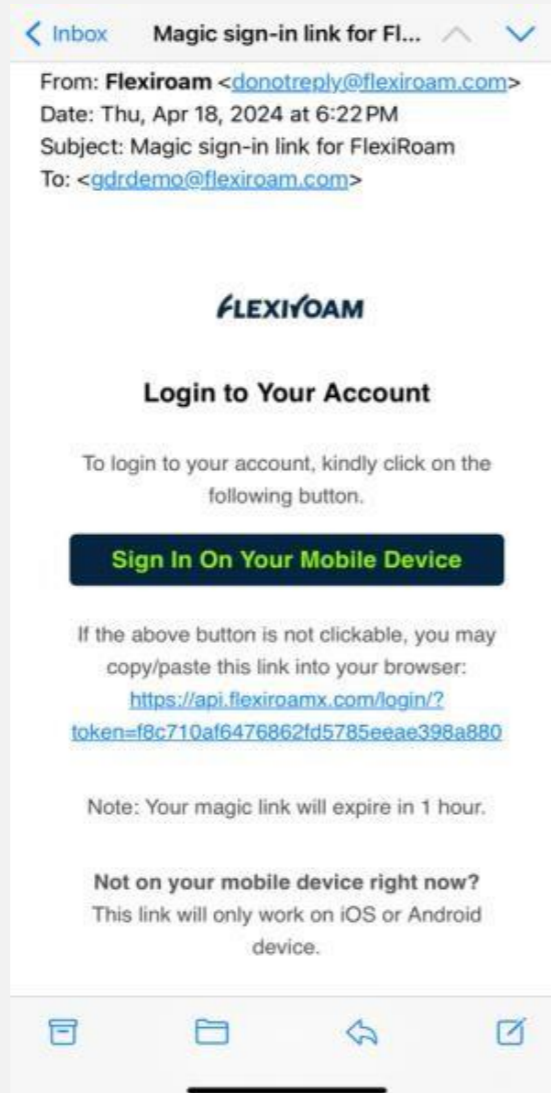 Inbox Magic sign-in link for Fl...
From: Flexiroam <donotreply@flexiroam.com>
Date: Thu, Apr 18, 2024 at 6:22 PM
Subject: Magic sign-in link for FlexiRoam
To: <gdrdemo@flexiroam.com>
FLEXIROAM
Login to Your Account
To login to your account, kindly click on the
following button.
Sign In On Your Mobile Device
If the above button is not clickable, you may
copy/paste this link into your browser:
https://api.flexiroamx.com/login/?
token=f8c710af6476862fd5785eeae398a880
Note: Your magic link will expire in 1 hour.
Not on your mobile device right now?
This link will only work on iOS or Android
device.